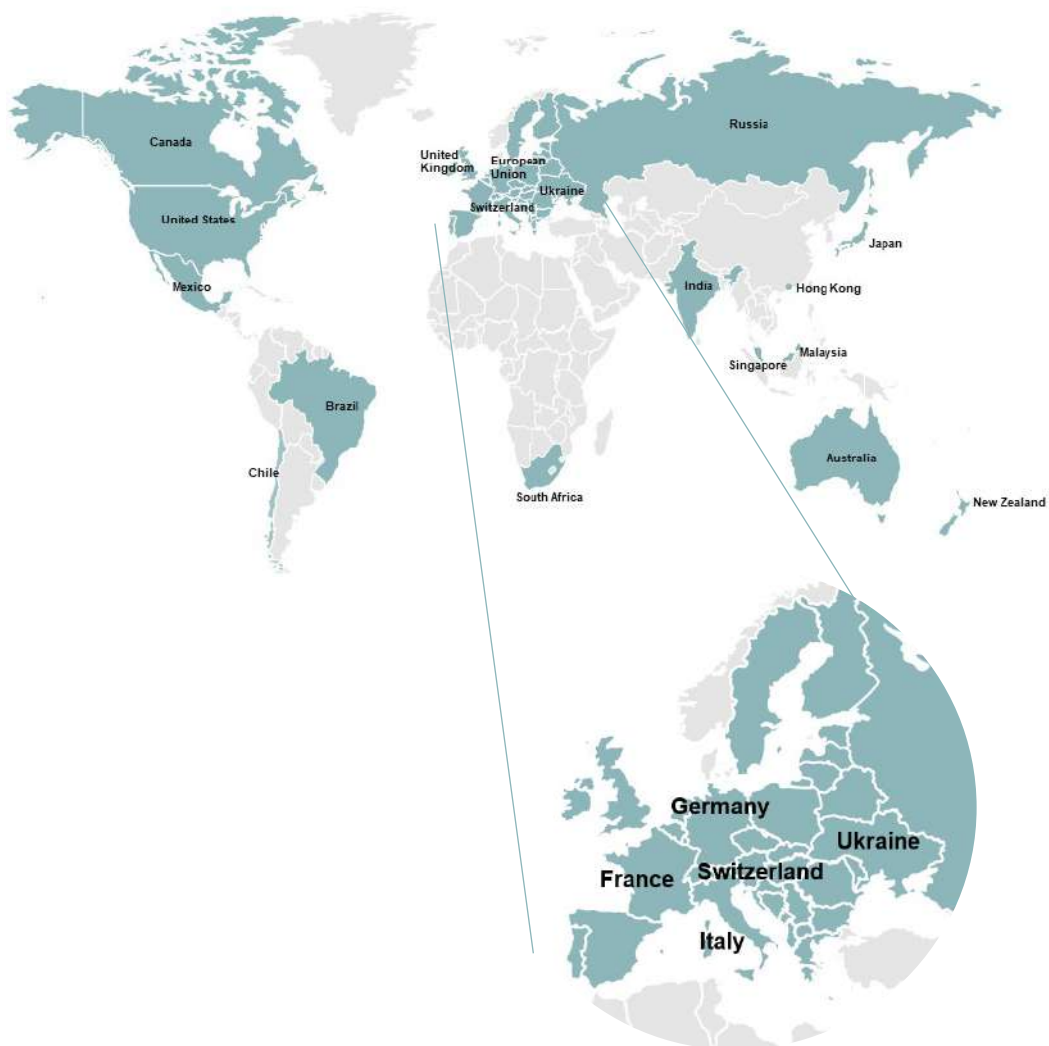 Canada
Russia
United
Kingdom
European
Union
Ukraine
Switzerland
United States
Japan
Mexico
India
Hong Kong
Malaysia
Singapore
Brazil
Australia
Chile
South Africa
New Zealand
Germany
Ukraine
Switzerland
France
Italy